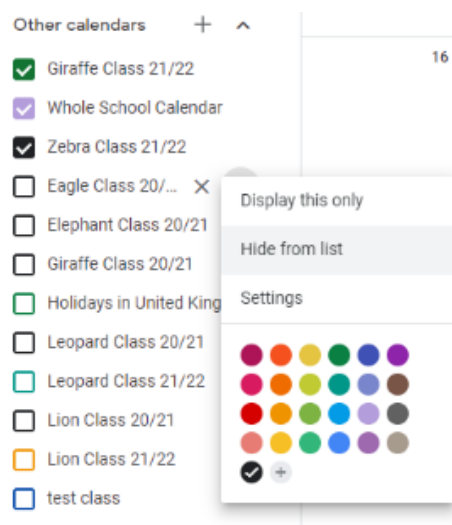 Other calendars
16
Giraffe Class 21/22
Whole School Calendar
Zebra Class 21/22
Eagle Class 20/...
Elephant Class 20/21
Giraffe Class 20/21
Holidays in United King
Leopard Class 20/21
Leopard Class 21/22
Lion Class 20/21
Lion Class 21/22
test class
Display this only
Hide from list
Settings